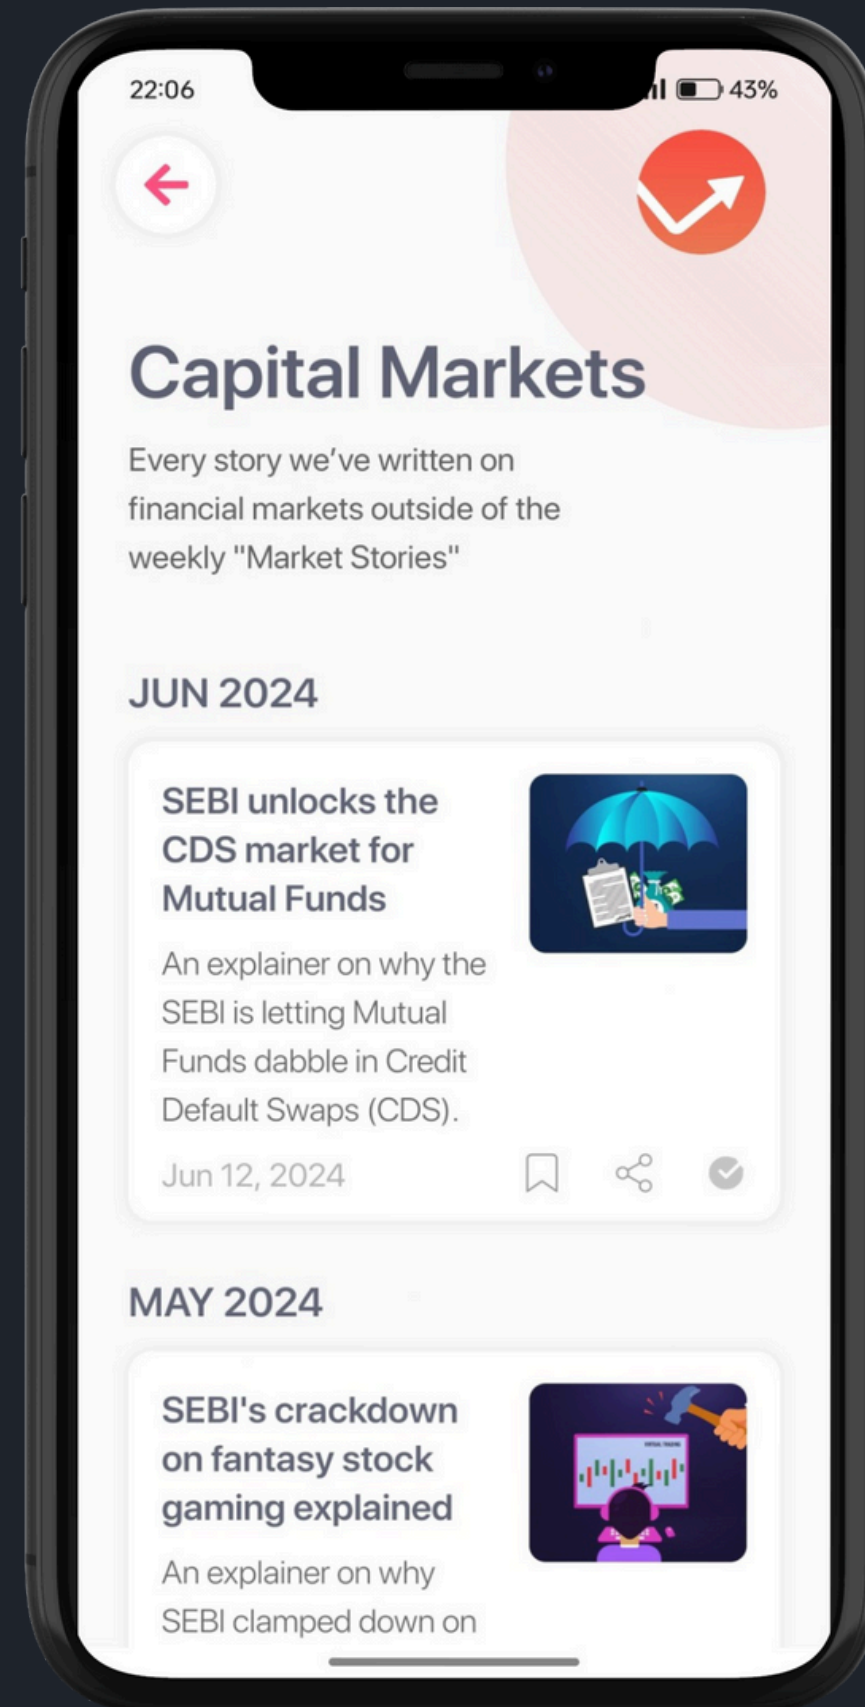 22:06
43%
Capital Markets
Every story we’ve written on
financial markets outside of the
weekly "Market Stories"
JUN 2024
SEBI unlocks the
CDS market for
Mutual Funds
An explainer on why the
SEBI is letting Mutual
Funds dabble in Credit
Default Swaps (CDS).
Jun 12, 2024
MAY 2024
SEBI's crackdown
on fantasy stock
gaming explained
VIRTUAL TRADING
An explainer on why
SEBI clamped down on